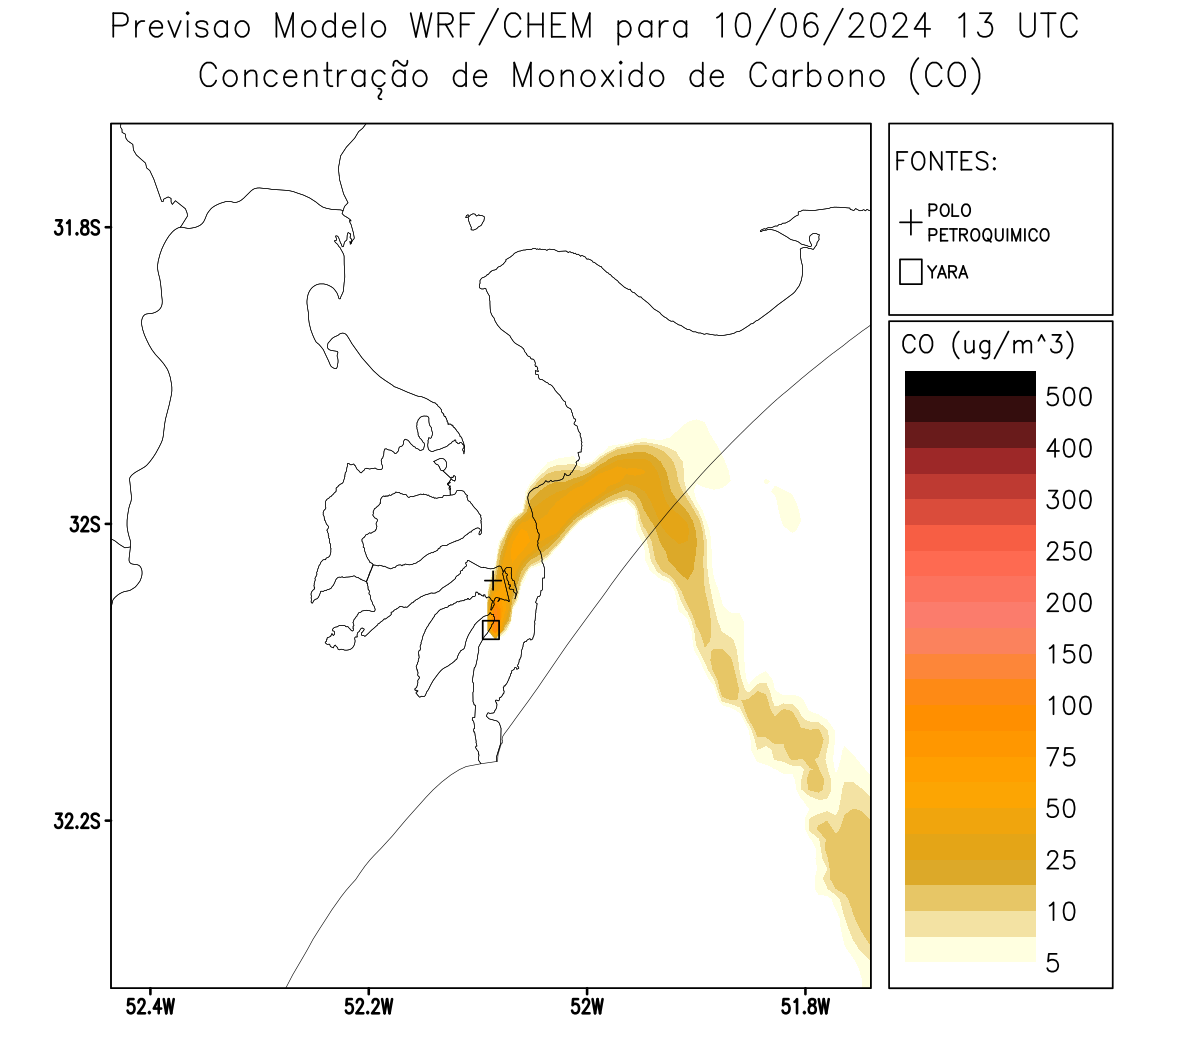 Previsao Modelo WRF/CHEM para 10/06/2024 13 UTC
Concentração de Monoxido de Carbono (CO)
FONTES:
POLO
PETROQUIMICO
YARA
CO (ug/m^3)
500
400
300
250
200
150
100
75
50
25
10
5
31.8S
32S
32.2S
52.4W
52.2W
52W
51.8W